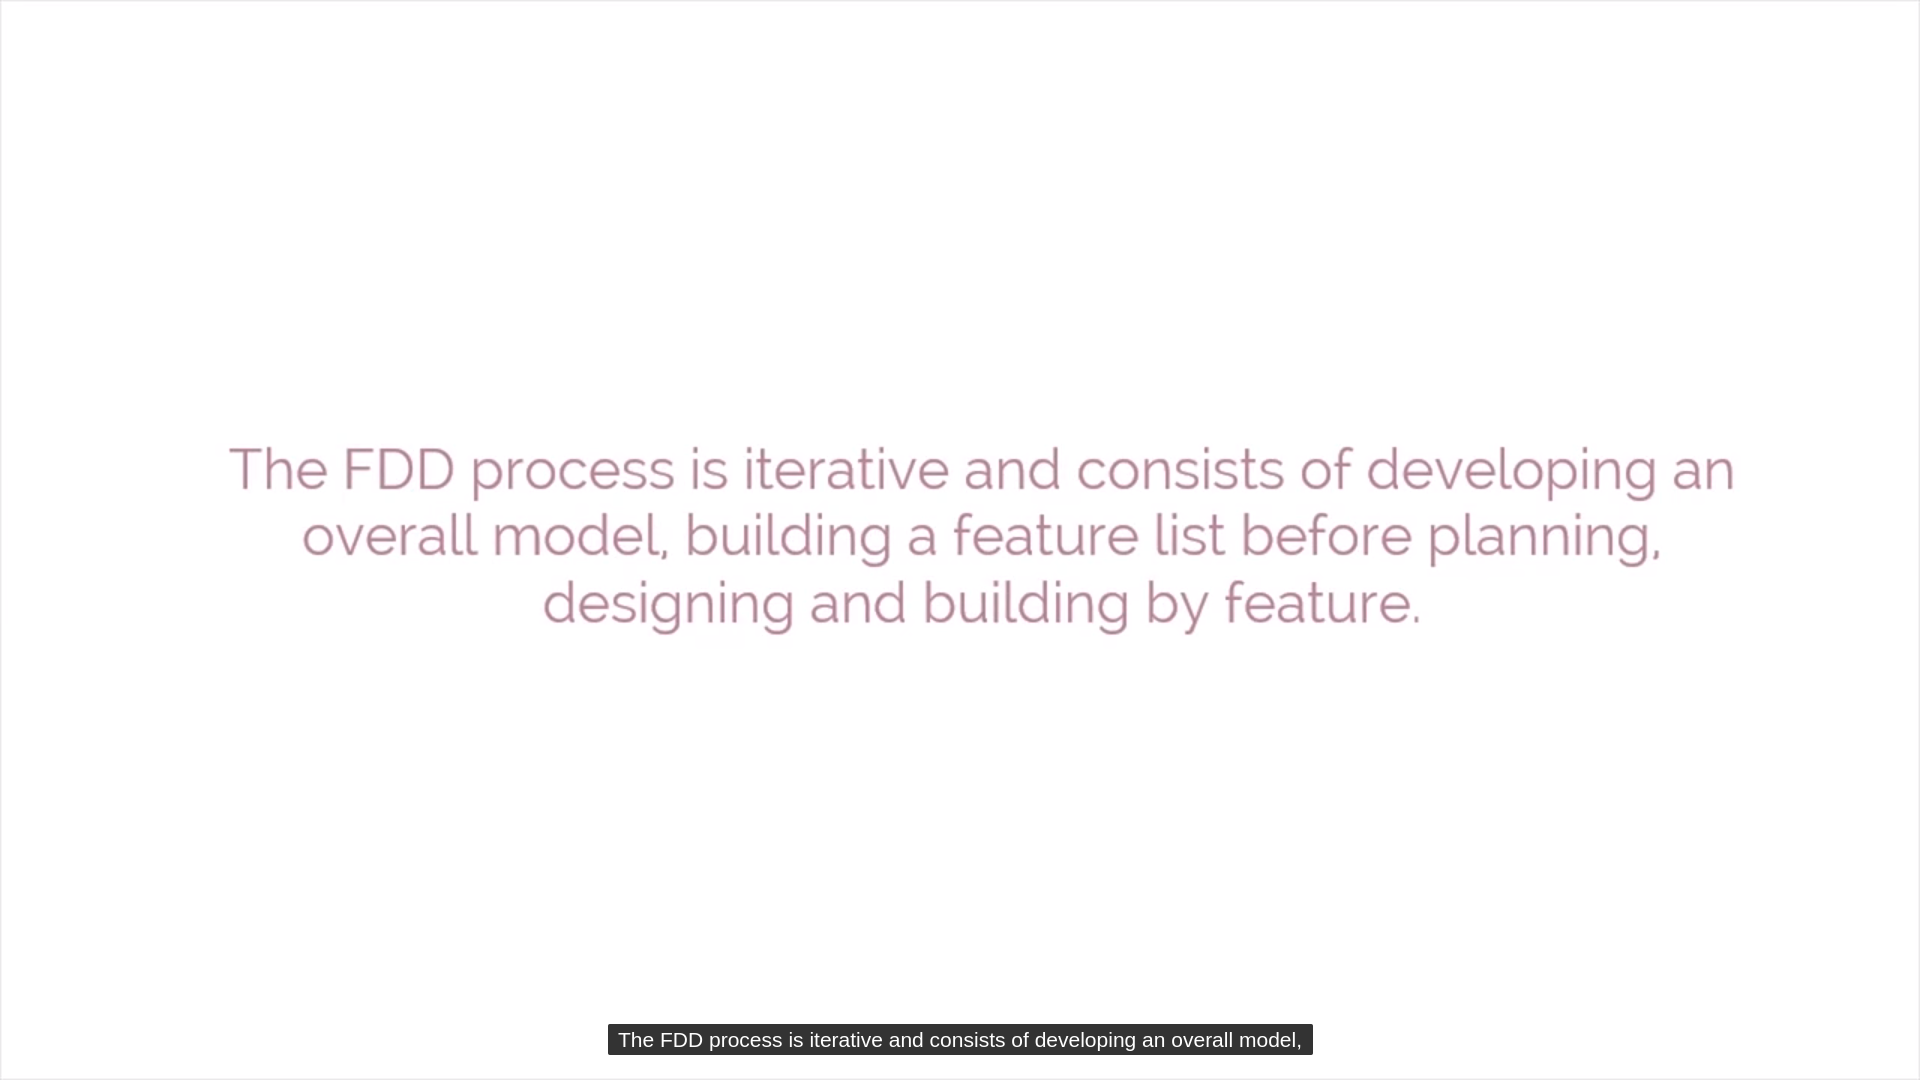 The FDD process is iterative and consists of developing an
overall model, building a feature list before planning,
designing and building by feature.
The FDD process is iterative and consists of developing an overall model,